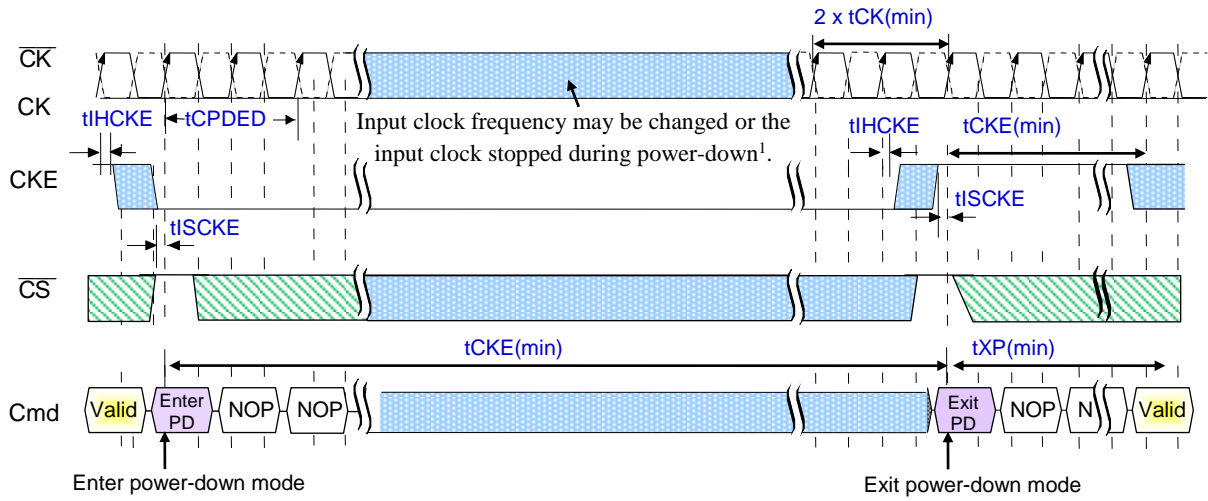 2 x tCK(min)
CK
CK
tIHCKE
tCPDED
Input clock frequency may be changed or the
input clock stopped during power-down1.
tIHCKE
tCKE(min)
CKE
tISCKE
tISCKE
CS
tCKE(min)
tXP(min)
Cmd
Valid
Enter
PD
NOP
NOP
Exit
PD
NOP
N
Valid
Enter power-down mode
Exit power-down mode